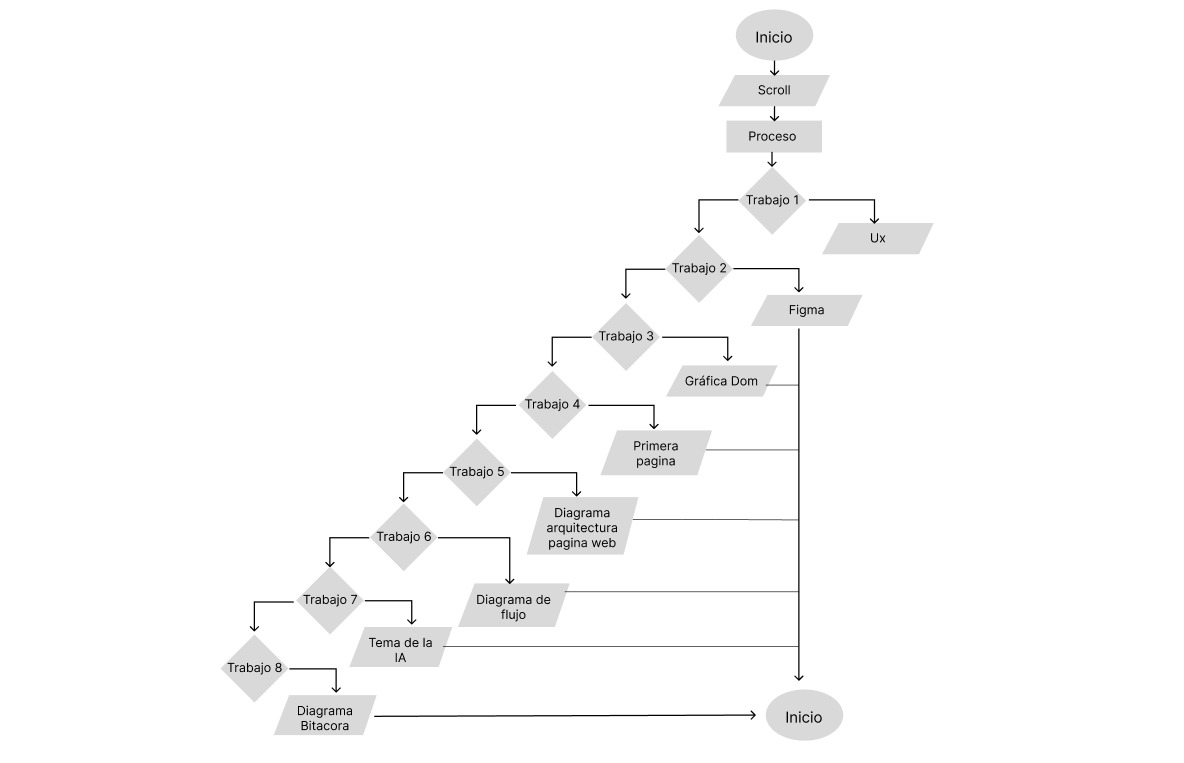 Inicio
Scroll
Proceso
Trabajo 1
Ux
Trabajo 2
Figma
Trabajo 3
Gráfica Dom
Trabajo 4
Primera
pagina
Trabajo 5
Diagrama
arquitectura
pagina web
Trabajo 6
Diagrama de
flujo
Trabajo 7
Tema de la
IA
Trabajo 8
Diagrama
Bitacora
Inicio